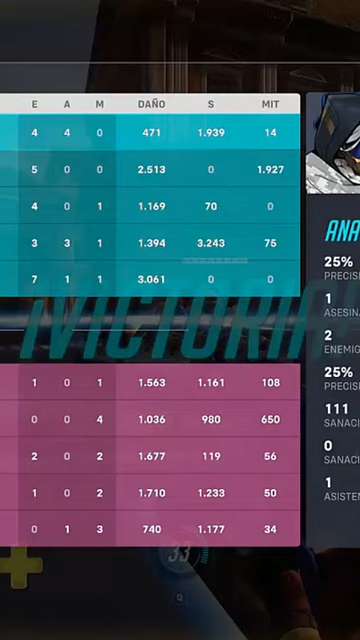 E A M DAÑO S MIT
4 4 0 471 1.939 14
5 0 0 2.513 0 1.927
4 0 1 1.169 70 0
3 3 1 1.394 3.243 75
7 1 1 3.061 0 0
¡VICTORIA!
1 0 1 1.563 1.161 108
0 0 4 1.036 980 650
2 0 2 1.677 119 56
1 0 2 1.710 1.233 50
0 1 3 740 1.177 34
33
Q
ANA
25%
PRECIS
1
ASESIN
2
ENEMIG
25%
PRECIS
111
SANACI
0
SANACI
1
ASISTEN